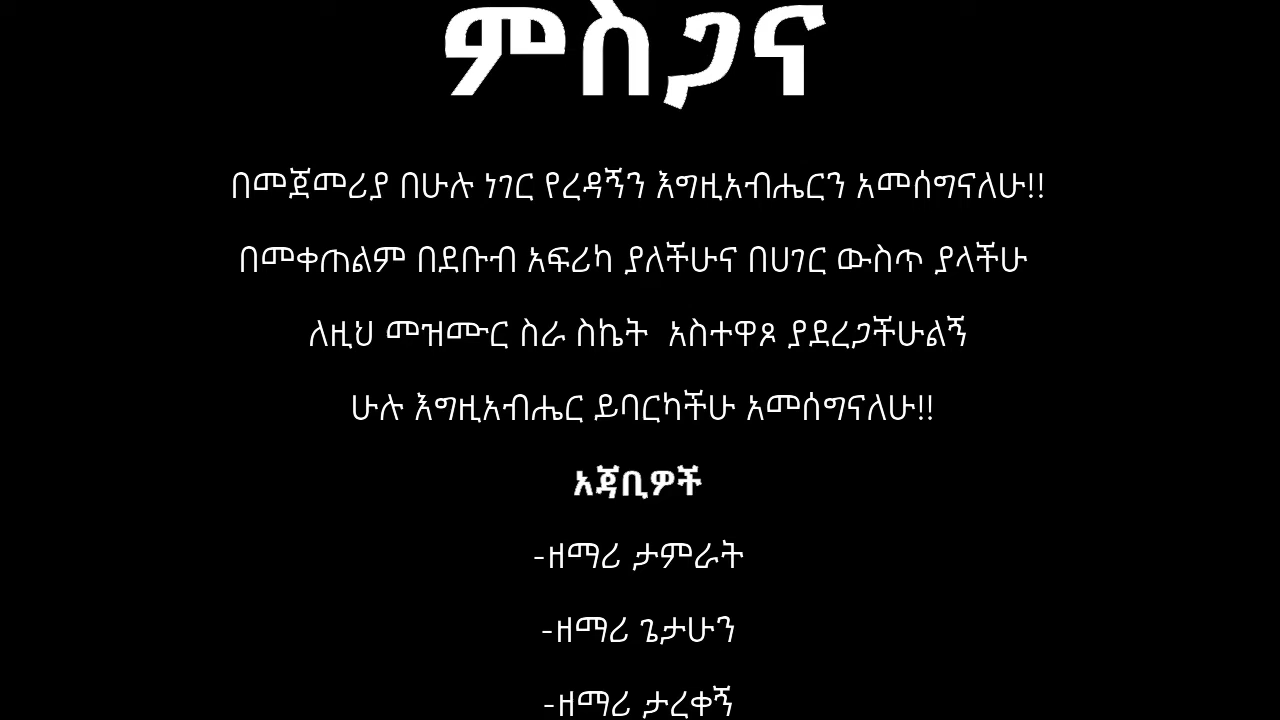 ምስጋና
በመጀመሪያ በሁሉ ነገር የረዳኝን እግዚአብሔርን አመሰግናለሁ!!
በመቀጠልም በደቡብ አፍሪካ ያለችሁና በሀገር ውስጥ ያላችሁ
ለዚህ መዝሙር ስራ ስኬት አስተዋጾ ያደረጋችሁልኝ
ሁሉ እግዚአብሔር ይባርካችሁ አመሰግናለሁ!!
አጃቢዎች
-ዘማሪ ታምራት
-ዘማሪ ጌታሁን
-ዘማሪ ታረቀኝ